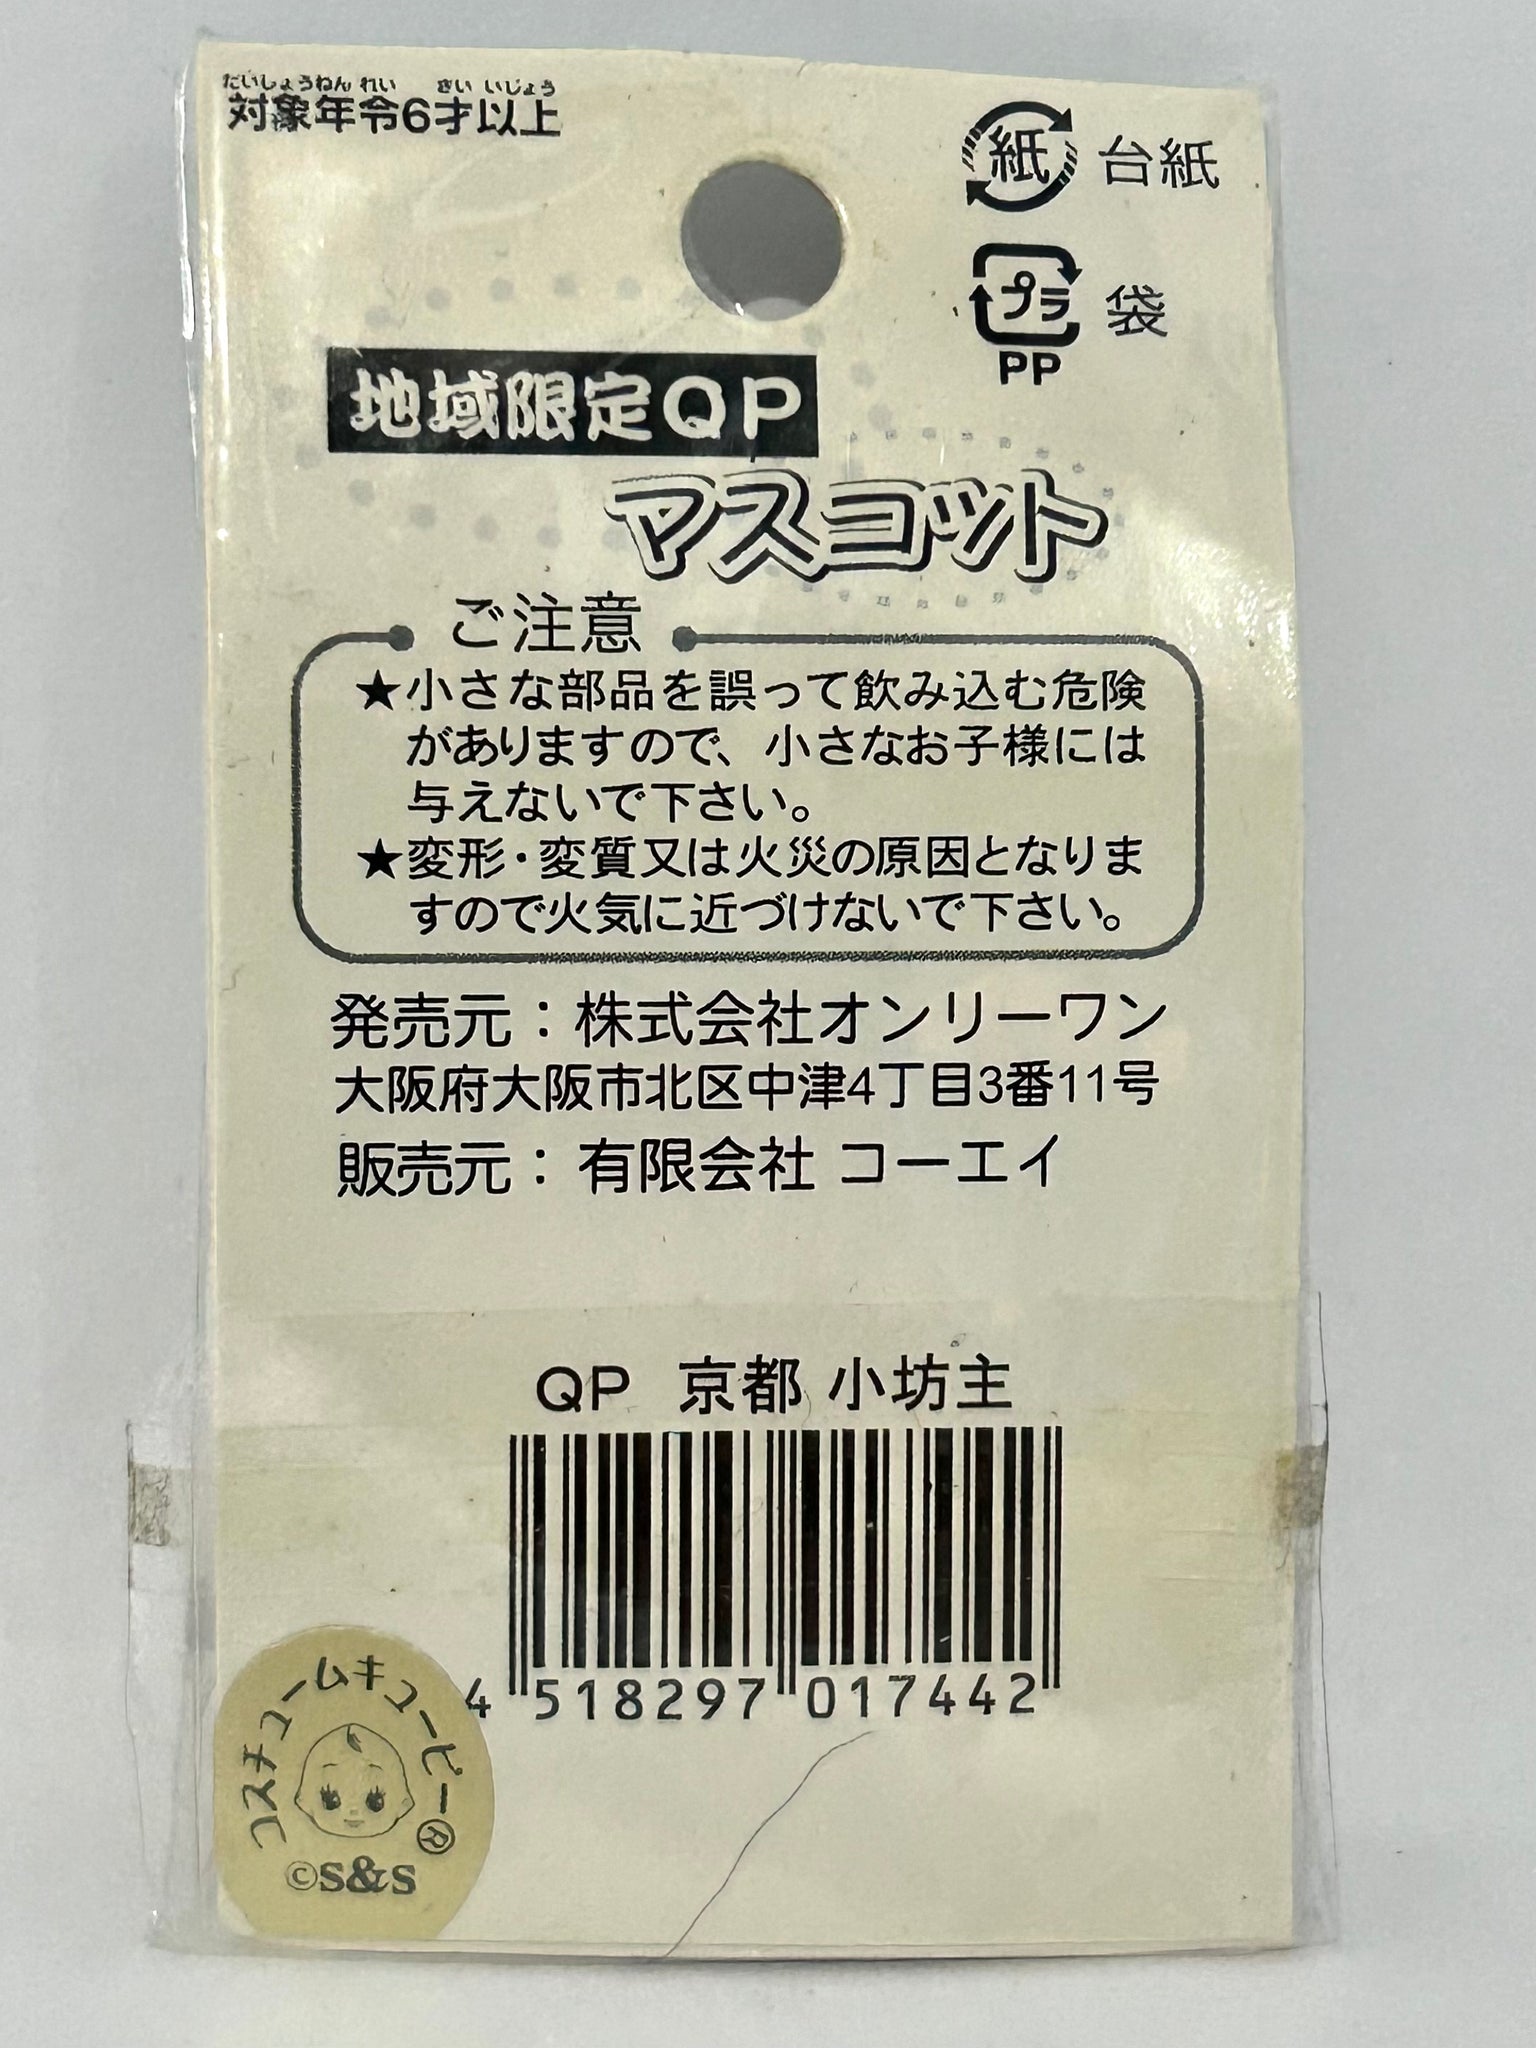 たいしょうねんれい さい いじょう
対象年令6才以上
紙 台紙
プラ 袋
PP
地域限定QP
マスコット
ご注意
★小さな部品を誤って飲み込む危険
がありますので、小さなお子様には
与えないで下さい。
★変形・変質又は火災の原因となりま
すので火気に近づけないで下さい。
発売元：株式会社オンリーワン
大阪府大阪市北区中津4丁目3番11号
販売元：有限会社 コーエイ
QP 京都 小坊主
4 518297 017442
コスチュームキューピー®
©S&S